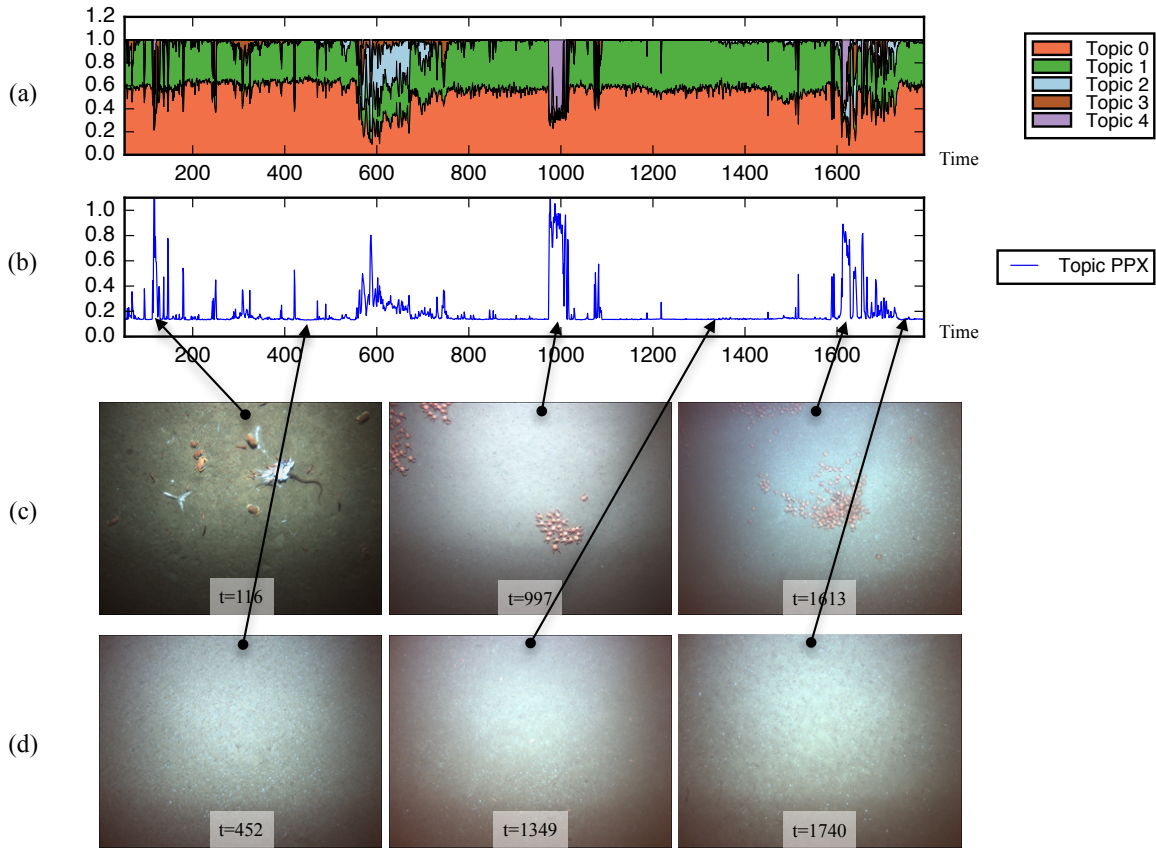 (a)
1.2
1.0
0.8
0.6
0.4
0.2
0.0
200 400 600 800 1000 1200 1400 1600
Time
Topic 0
Topic 1
Topic 2
Topic 3
Topic 4
(b)
1.0
0.8
0.6
0.4
0.2
0.0
200 400 600 800 1000 1200 1400 1600
Time
Topic PPX
(c)
t=116 t=997 t=1613
(d)
t=452 t=1349 t=1740